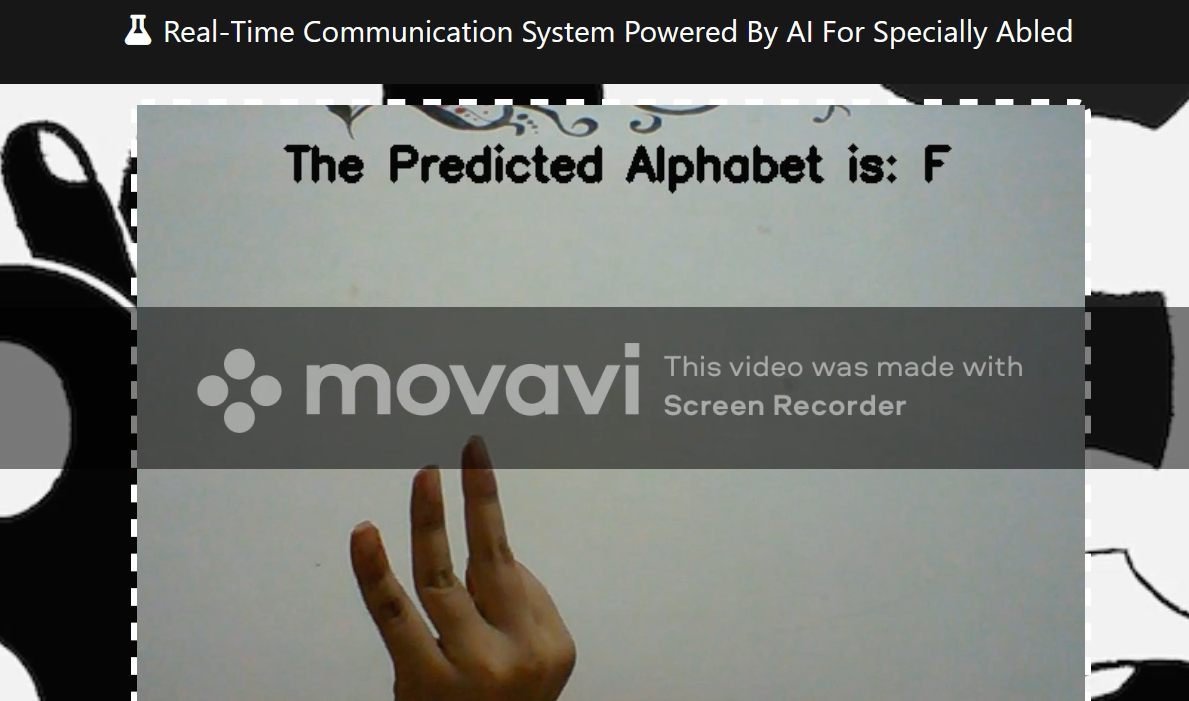 Real-Time Communication System Powered By AI For Specially Abled
The Predicted Alphabet is: F
movavi
This video was made with
Screen Recorder